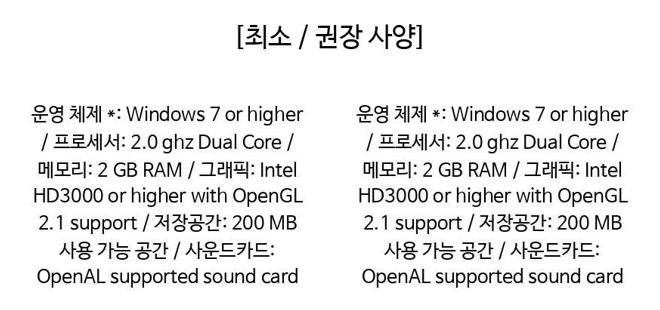 [최소 / 권장 사양]
운영 체제 *: Windows 7 or higher
/ 프로세서: 2.0 ghz Dual Core /
메모리: 2 GB RAM / 그래픽: Intel
HD3000 or higher with OpenGL
2.1 support / 저장공간: 200 MB
사용 가능 공간 / 사운드카드:
OpenAL supported sound card
운영 체제 *: Windows 7 or higher
/ 프로세서: 2.0 ghz Dual Core /
메모리: 2 GB RAM / 그래픽: Intel
HD3000 or higher with OpenGL
2.1 support / 저장공간: 200 MB
사용 가능 공간 / 사운드카드:
OpenAL supported sound card